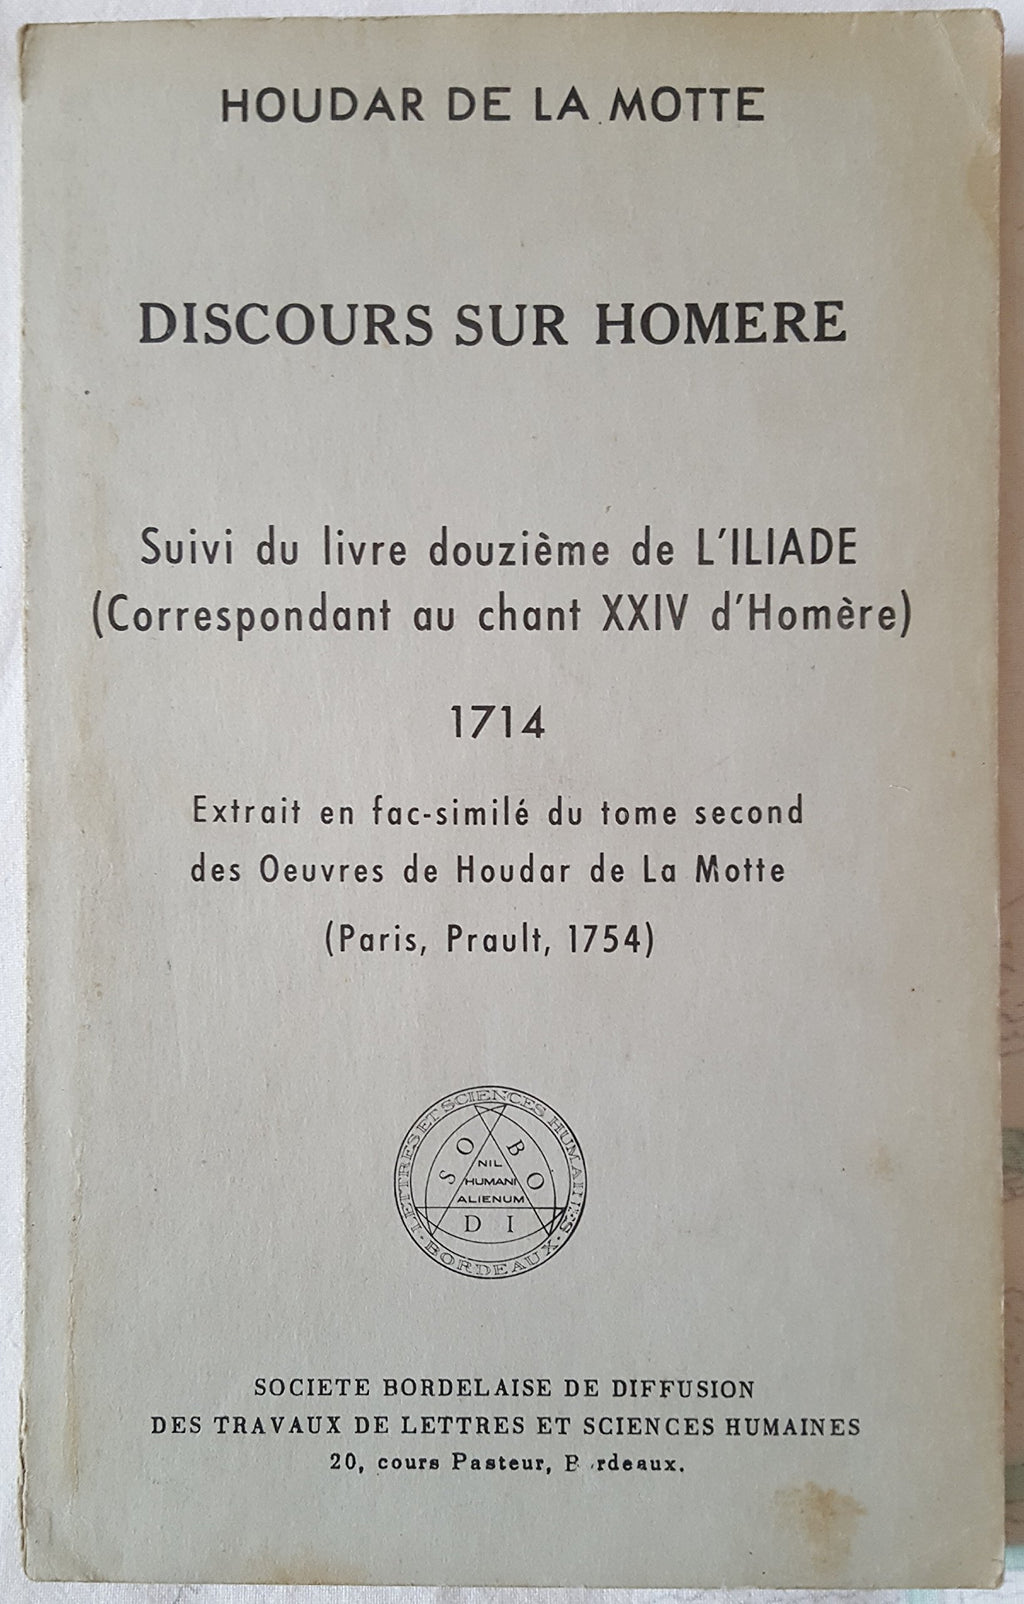 HOUDAR DE LA MOTTE
DISCOURS SUR HOMERE
Suivi du livre douzième de L'ILIADE
(Correspondant au chant XXIV d'Homère)
1714
Extrait en fac-similé du tome second
des Oeuvres de Houdar de La Motte
(Paris, Prault, 1754)
LETTRES ET SCIENCES HUMAINES
SO BO
NIL
HUMANI
ALIENUM
DI
BORDEAUX
SOCIETE BORDELAISE DE DIFFUSION
DES TRAVAUX DE LETTRES ET SCIENCES HUMAINES
20, cours Pasteur, B rdeaux.